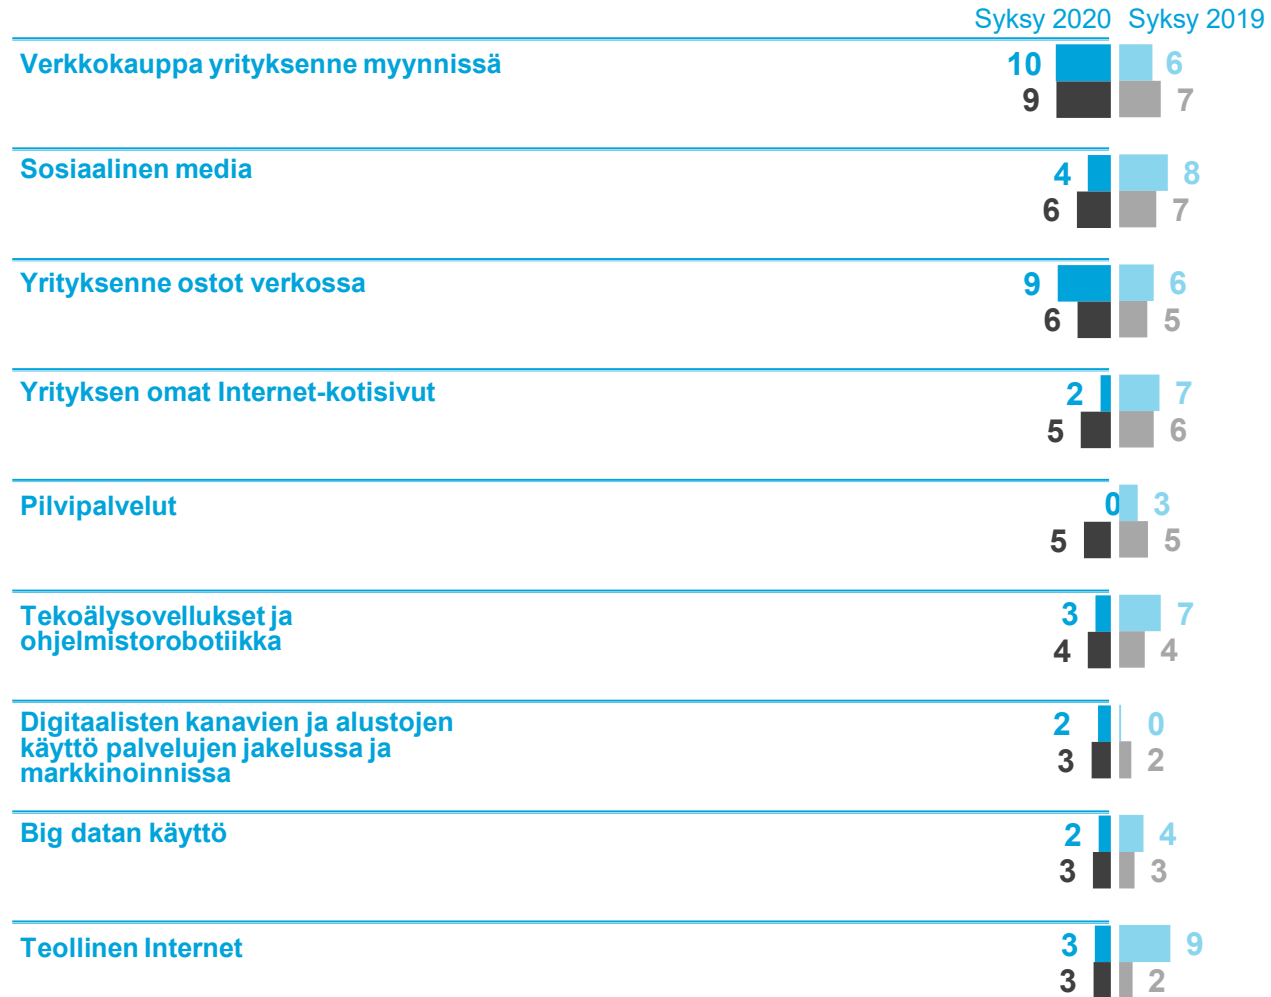 Syksy 2020 Syksy 2019
Verkkokauppa yrityksenne myynnissä 10 6
9 7
Sosiaalinen media 4 8
6 7
Yrityksenne ostot verkossa 9 6
6 5
Yrityksen omat Internet-kotisivut 2 7
5 6
Pilvipalvelut 0 3
5 5
Tekoälysovellukset ja 3 7
ohjelmistorobotiikka
4 4
Digitaalisten kanavien ja alustojen 2 0
käyttö palvelujen jakelussa ja
markkinoinnissa
3 2
Big datan käyttö 2 4
3 3
Teollinen Internet 3 9
3 2